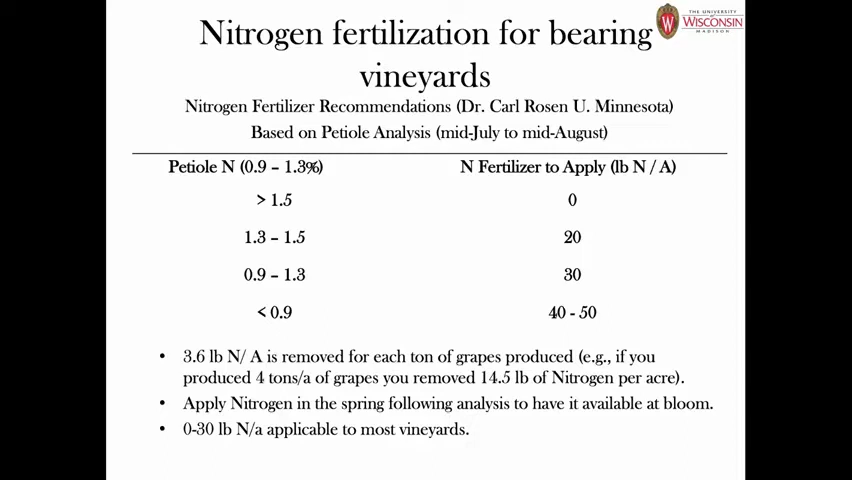 Nitrogen fertilization for bearing
vineyards
THE UNIVERSITY
of
WISCONSIN
MADISON
Nitrogen Fertilizer Recommendations (Dr. Carl Rosen U. Minnesota)
Based on Petiole Analysis (mid-July to mid-August)
Petiole N (0.9 – 1.3%) N Fertilizer to Apply (lb N / A)
> 1.5 0
1.3 – 1.5 20
0.9 – 1.3 30
< 0.9 40 - 50
• 3.6 lb N/ A is removed for each ton of grapes produced (e.g., if you
produced 4 tons/a of grapes you removed 14.5 lb of Nitrogen per acre).
• Apply Nitrogen in the spring following analysis to have it available at bloom.
• 0-30 lb N/a applicable to most vineyards.